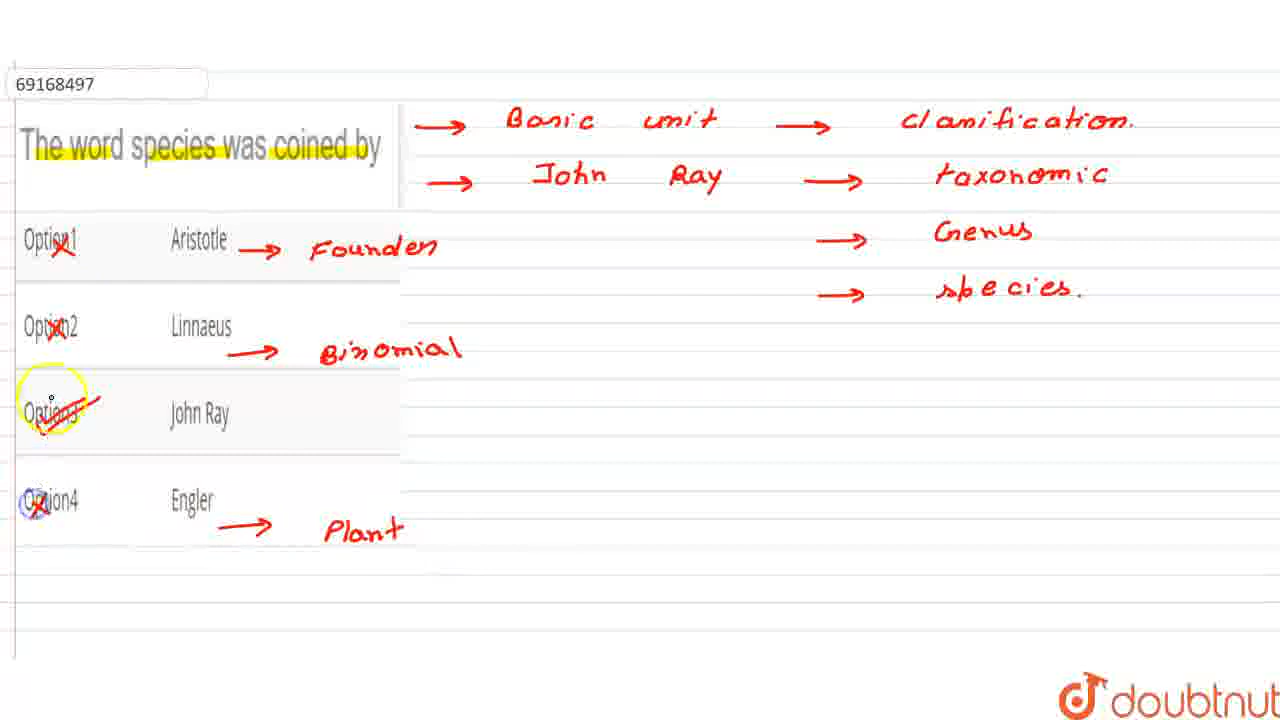 69168497
The word species was coined by
→ Basic unit → classification.
→ John Ray → taxonomic
→ Genus
→ species.
Option1 Aristotle → Founder
Option2 Linnaeus → Binomial
Option3 John Ray
Option4 Engler → Plant
doubtnut